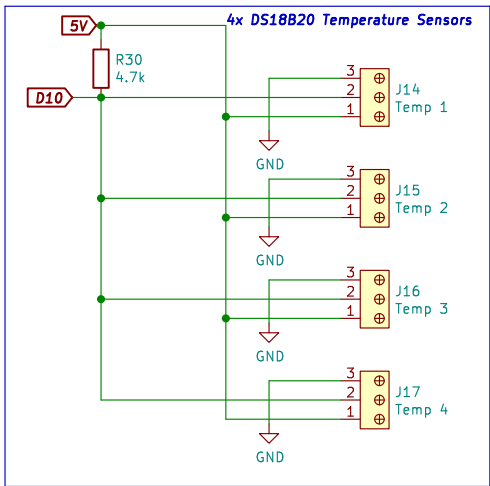 4x DS18B20 Temperature Sensors
5V
R30
4.7k
D10
3
2
1
J14
Temp 1
GND
3
2
1
J15
Temp 2
GND
3
2
1
J16
Temp 3
GND
3
2
1
J17
Temp 4
GND